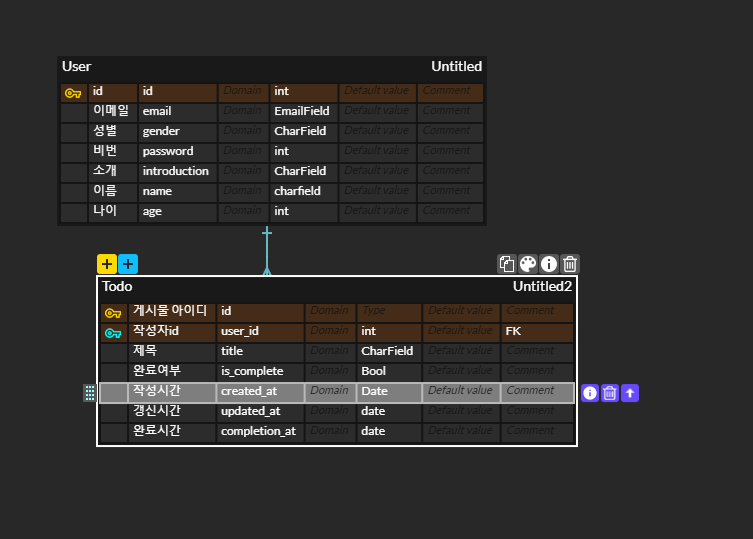 User Untitled
id id Domain int Default value Comment
이메일 email Domain EmailField Default value Comment
성별 gender Domain CharField Default value Comment
비번 password Domain int Default value Comment
소개 introduction Domain CharField Default value Comment
이름 name Domain charfield Default value Comment
나이 age Domain int Default value Comment
Todo Untitled2
게시물 아이디 id Domain Type Default value Comment
작성자id user_id Domain int Default value FK
제목 title Domain CharField Default value Comment
완료여부 is_complete Domain Bool Default value Comment
작성시간 created_at Domain Date Default value Comment
갱신시간 updated_at Domain date Default value Comment
완료시간 completion_at Domain date Default value Comment